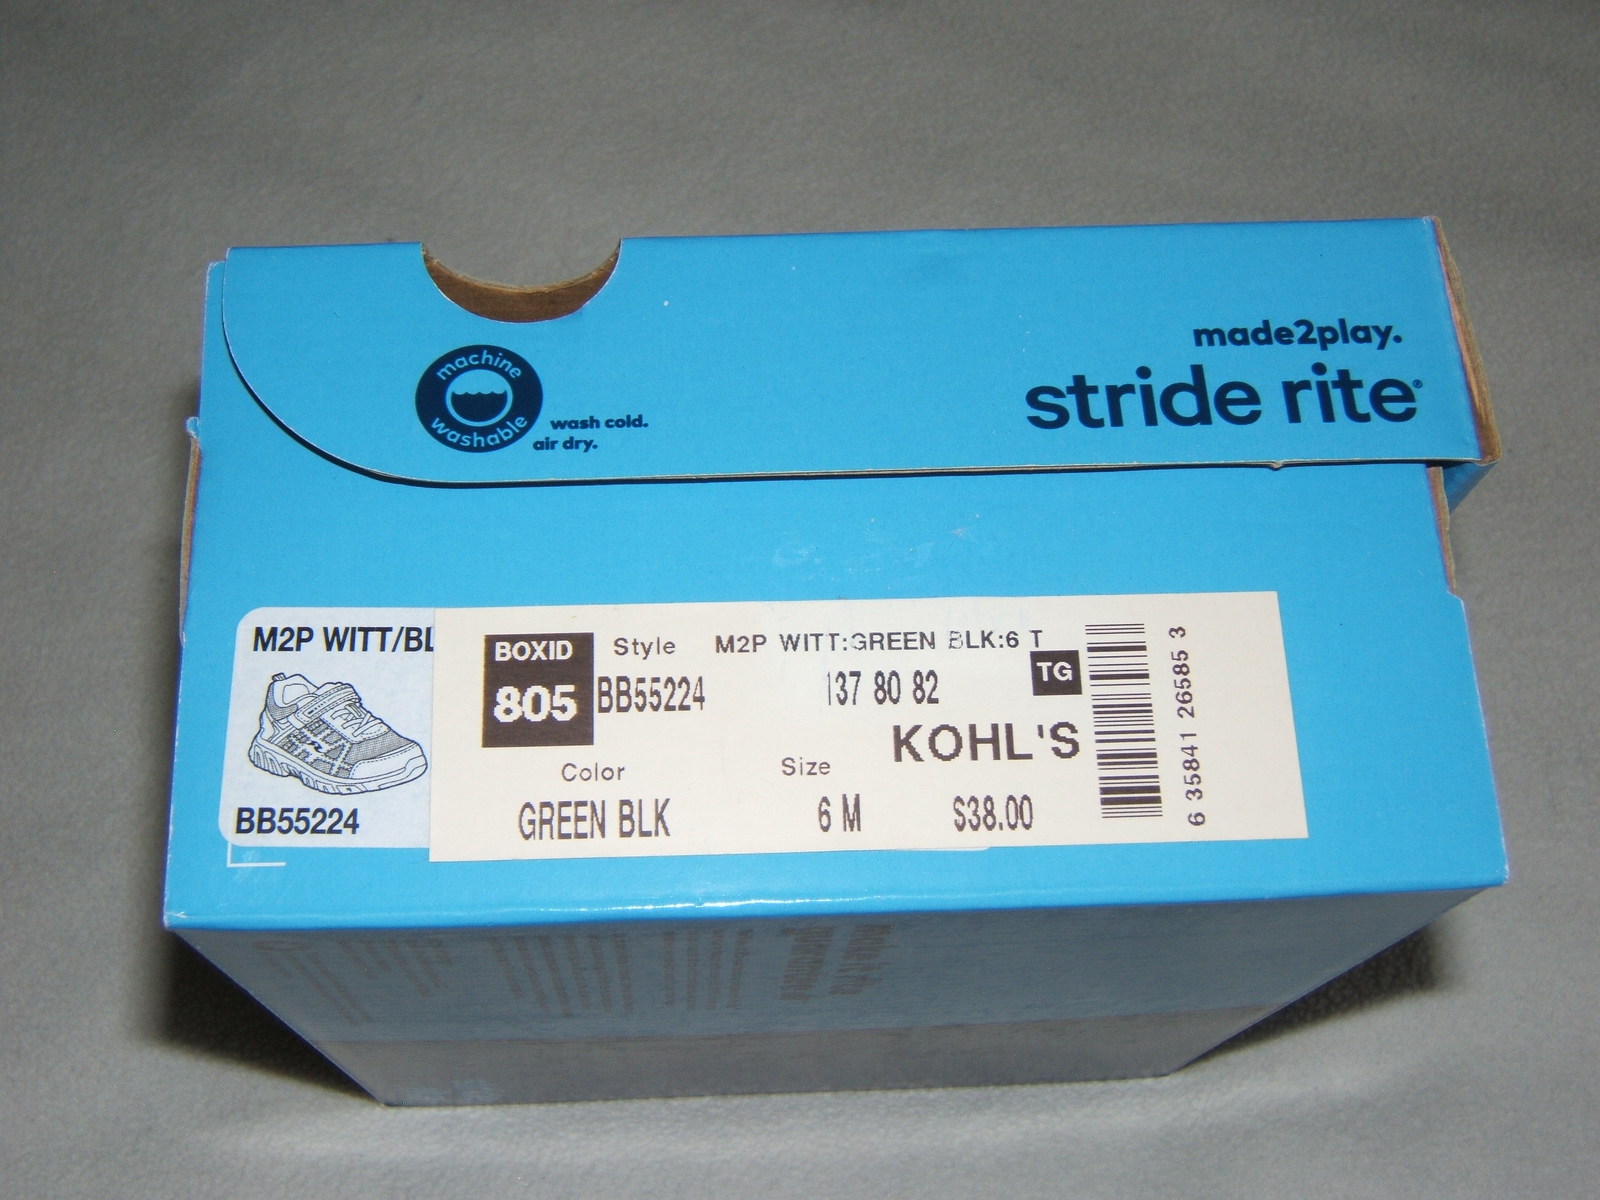 made2play.
stride rite®
machine
washable
wash cold.
air dry.
M2P WITT/BL
BB55224
BOXID
805
Style M2P WITT:GREEN BLK:6 T
BB55224 137 80 82 TG
KOHL'S
Color Size
GREEN BLK 6 M $38.00
6 35841 26585 3